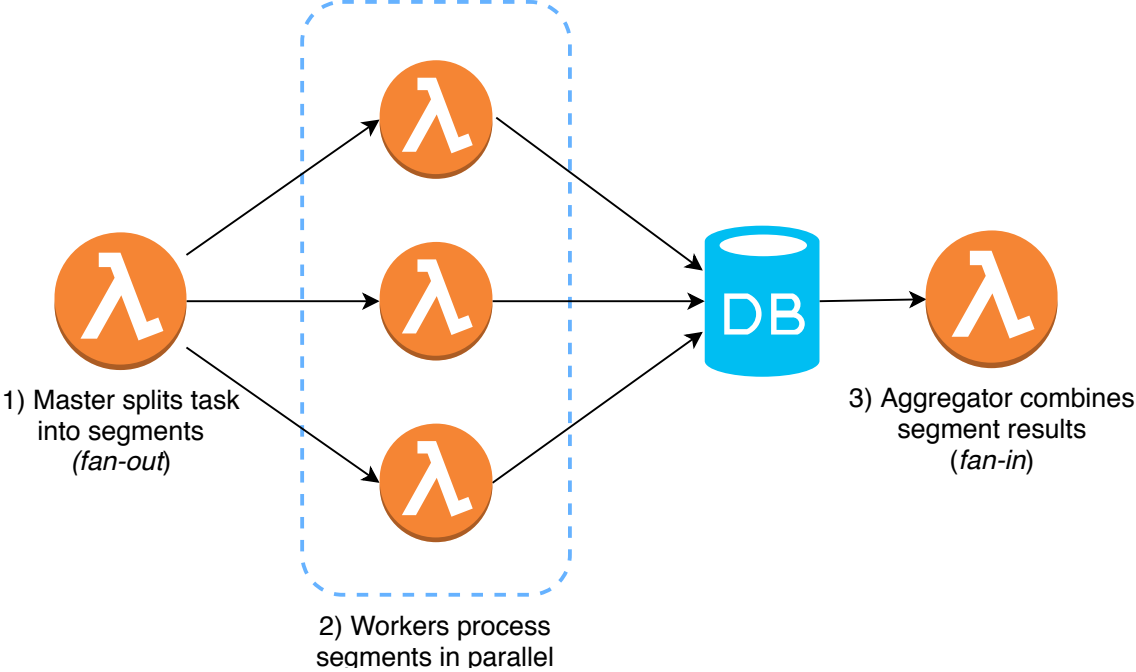 1) Master splits task
into segments
(fan-out)
2) Workers process
segments in parallel
DB
3) Aggregator combines
segment results
(fan-in)